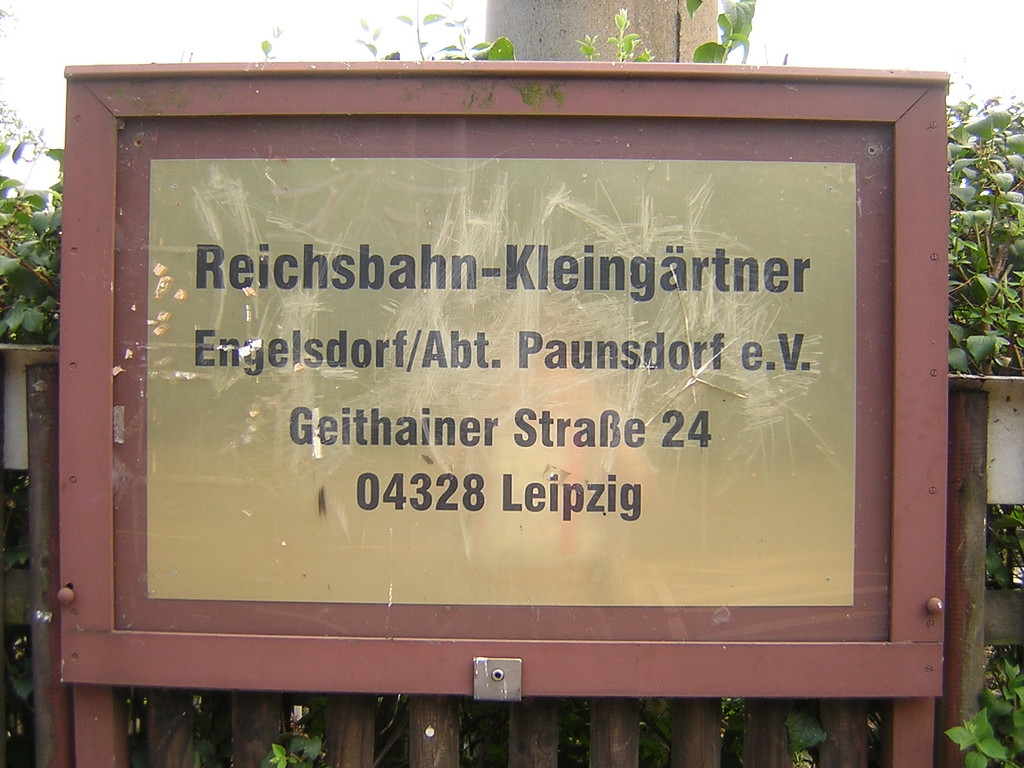 Reichsbahn-Kleingärtner
Engelsdorf/Abt. Paunsdorf e.V.
Geithainer Straße 24
04328 Leipzig